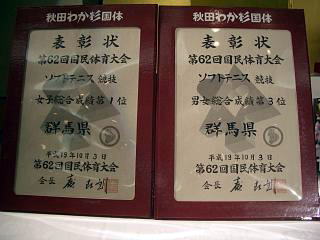 秋田わか杉国体
表彰状
第62回国民体育大会
ソフトテニス 競技
女子総合成績第1位
群馬県
平成19年10月3日
第62回国民体育大会
会長
秋田わか杉国体
表彰状
第62回国民体育大会
ソフトテニス 競技
男女総合成績第3位
群馬県
平成19年10月3日
第62回国民体育大会
会長